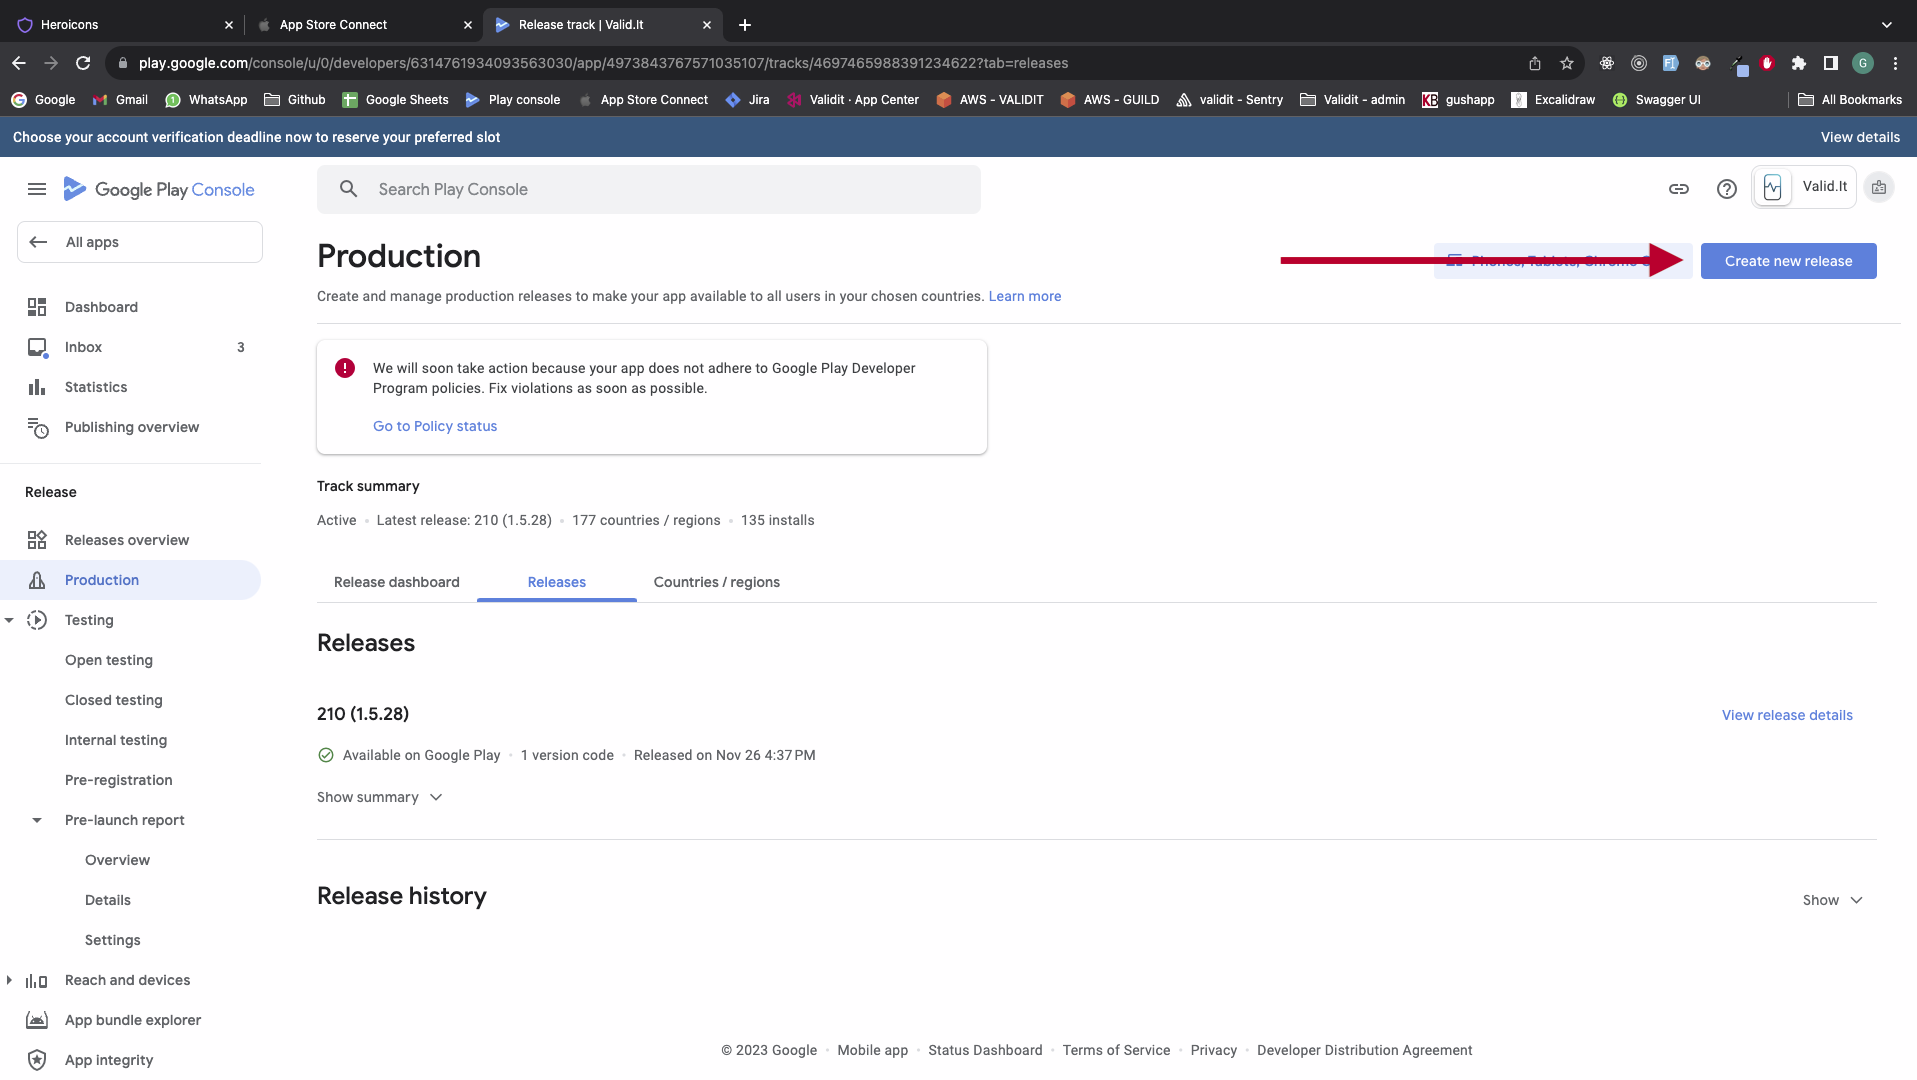 Heroicons
App Store Connect
Release track | Valid.It
play.google.com/console/u/0/developers/6314761934093563030/app/4973843767571035107/tracks/4697465988391234622?tab=releases
G
Google
Gmail
WhatsApp
Github
Google Sheets
Play console
App Store Connect
Jira
Validit · App Center
AWS - VALIDIT
AWS - GUILD
validit - Sentry
Validit - admin
gushapp
Excalidraw
Swagger UI
All Bookmarks
Choose your account verification deadline now to reserve your preferred slot
View details
Google Play Console
Search Play Console
Valid.It
All apps
Production
Phones, Tablets, Chrome
Create new release
Create and manage production releases to make your app available to all users in your chosen countries. Learn more
Dashboard
Inbox
3
Statistics
Publishing overview
We will soon take action because your app does not adhere to Google Play Developer
Program policies. Fix violations as soon as possible.
Go to Policy status
Release
Releases overview
Production
Testing
Open testing
Closed testing
Internal testing
Pre-registration
Pre-launch report
Overview
Details
Settings
Reach and devices
App bundle explorer
App integrity
Track summary
Active • Latest release: 210 (1.5.28) • 177 countries / regions • 135 installs
Release dashboard
Releases
Countries / regions
Releases
210 (1.5.28)
View release details
Available on Google Play • 1 version code • Released on Nov 26 4:37 PM
Show summary
Release history
Show
© 2023 Google · Mobile app · Status Dashboard · Terms of Service · Privacy · Developer Distribution Agreement